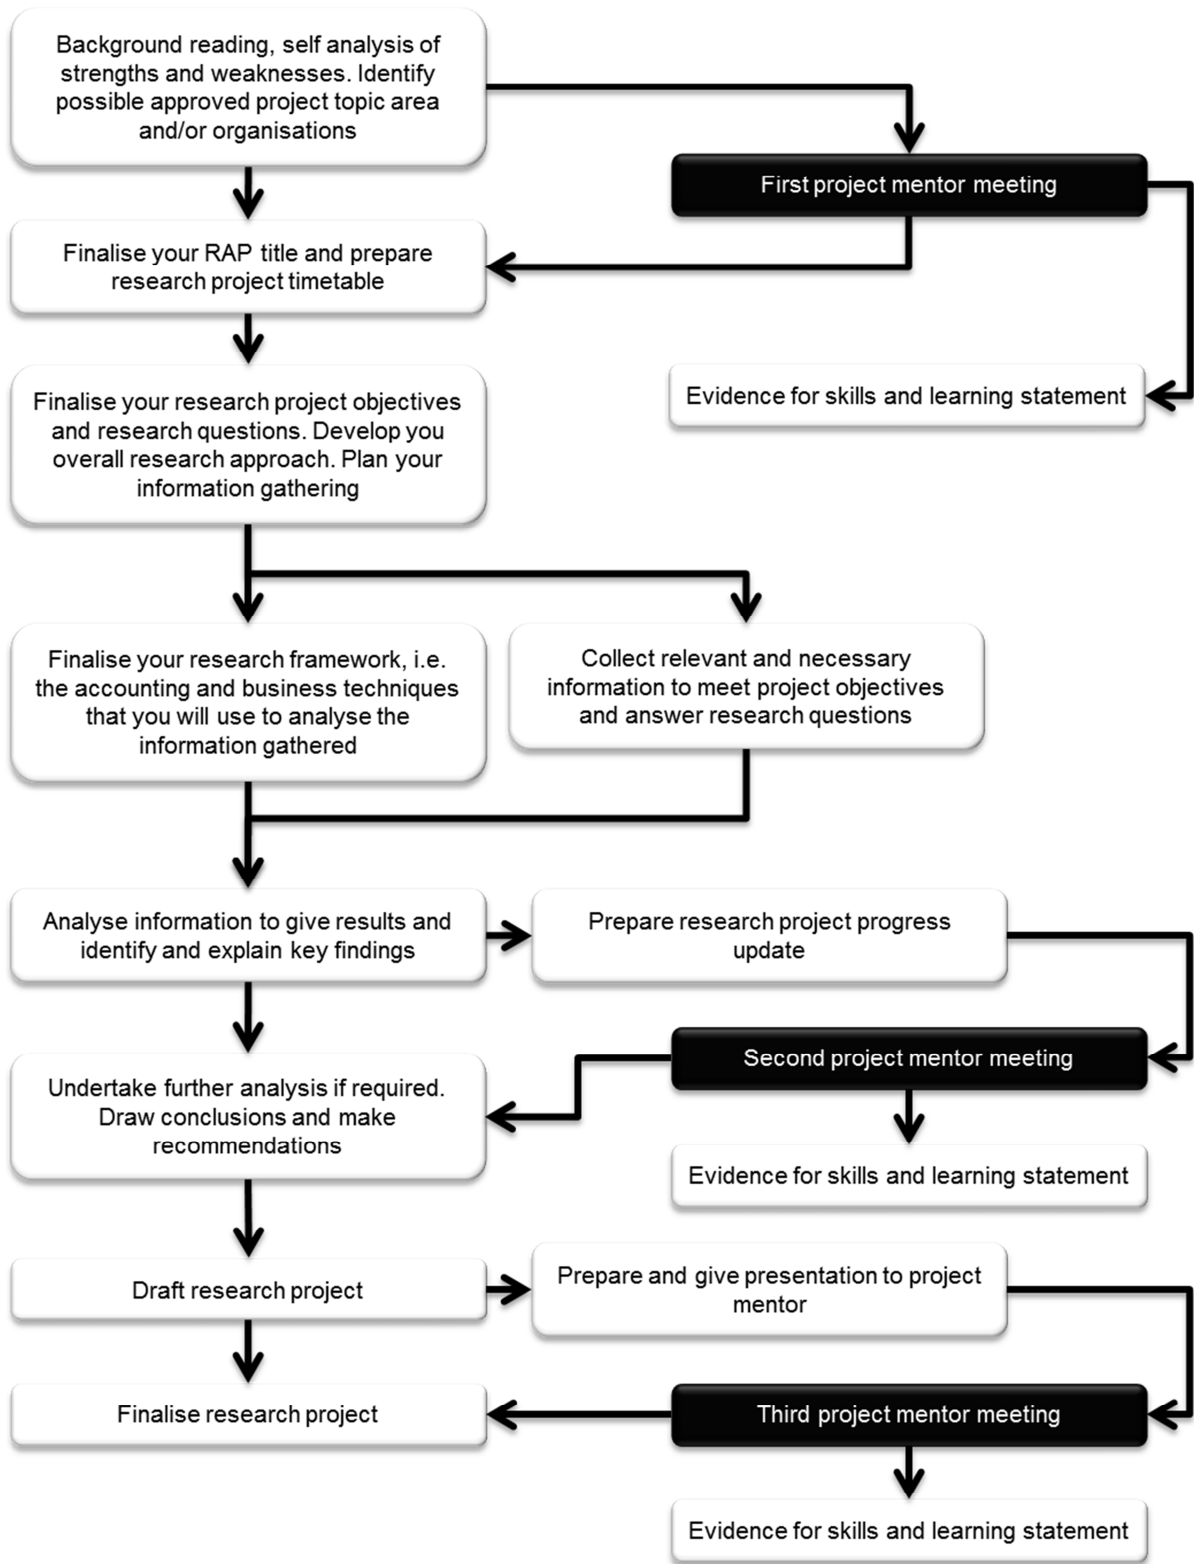 Background reading, self analysis of
strengths and weaknesses. Identify
possible approved project topic area
and/or organisations
First project mentor meeting
Finalise your RAP title and prepare
research project timetable
Evidence for skills and learning statement
Finalise your research project objectives
and research questions. Develop you
overall research approach. Plan your
information gathering
Finalise your research framework, i.e.
the accounting and business techniques
that you will use to analyse the
information gathered
Collect relevant and necessary
information to meet project objectives
and answer research questions
Analyse information to give results and
identify and explain key findings
Prepare research project progress
update
Second project mentor meeting
Undertake further analysis if required.
Draw conclusions and make
recommendations
Evidence for skills and learning statement
Draft research project
Prepare and give presentation to project
mentor
Finalise research project
Third project mentor meeting
Evidence for skills and learning statement